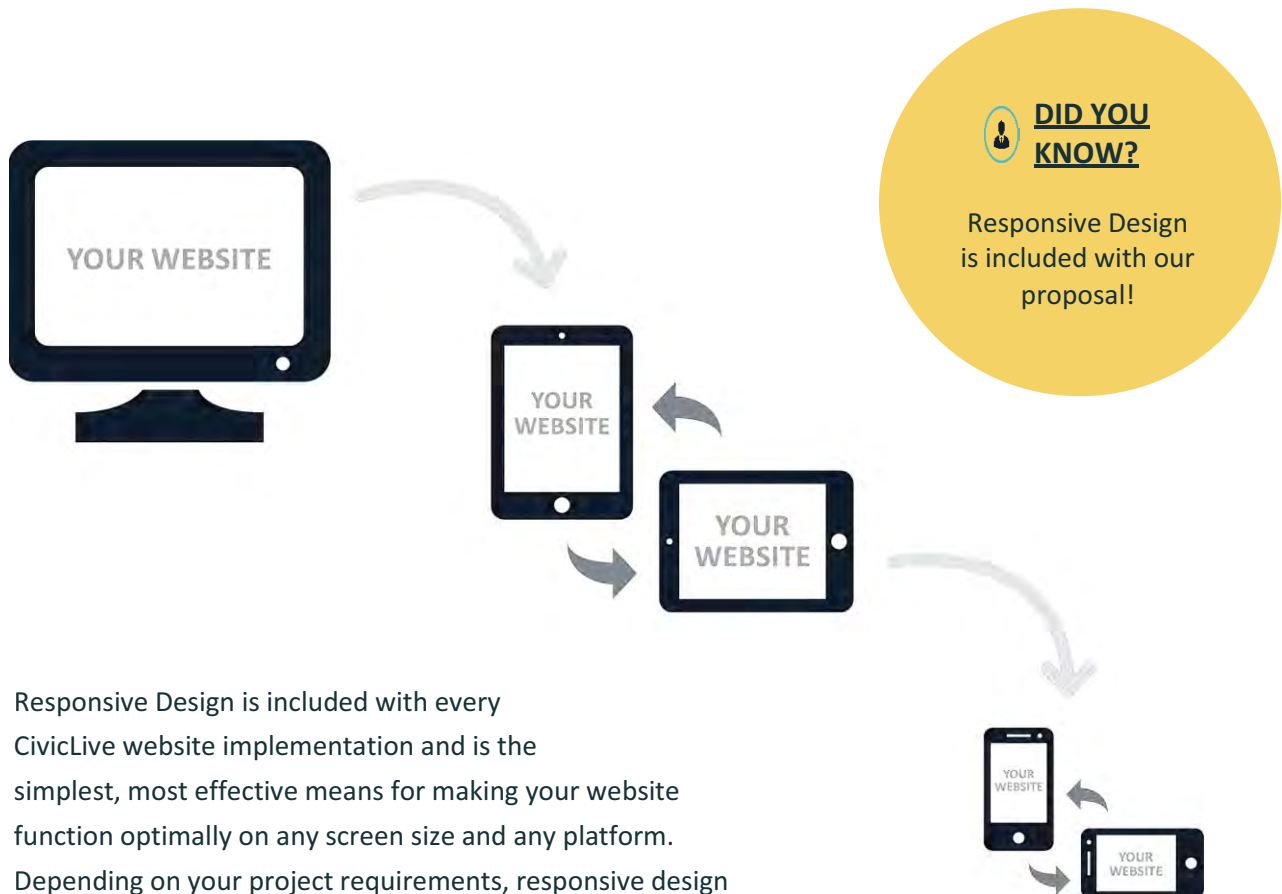 DID YOU
KNOW?
Responsive Design
is included with our
proposal!
YOUR WEBSITE
YOUR
WEBSITE
YOUR
WEBSITE
YOUR
WEBSITE
YOUR
WEBSITE
Responsive Design is included with every
CivicLive website implementation and is the
simplest, most effective means for making your website
function optimally on any screen size and any platform.
Depending on your project requirements, responsive design